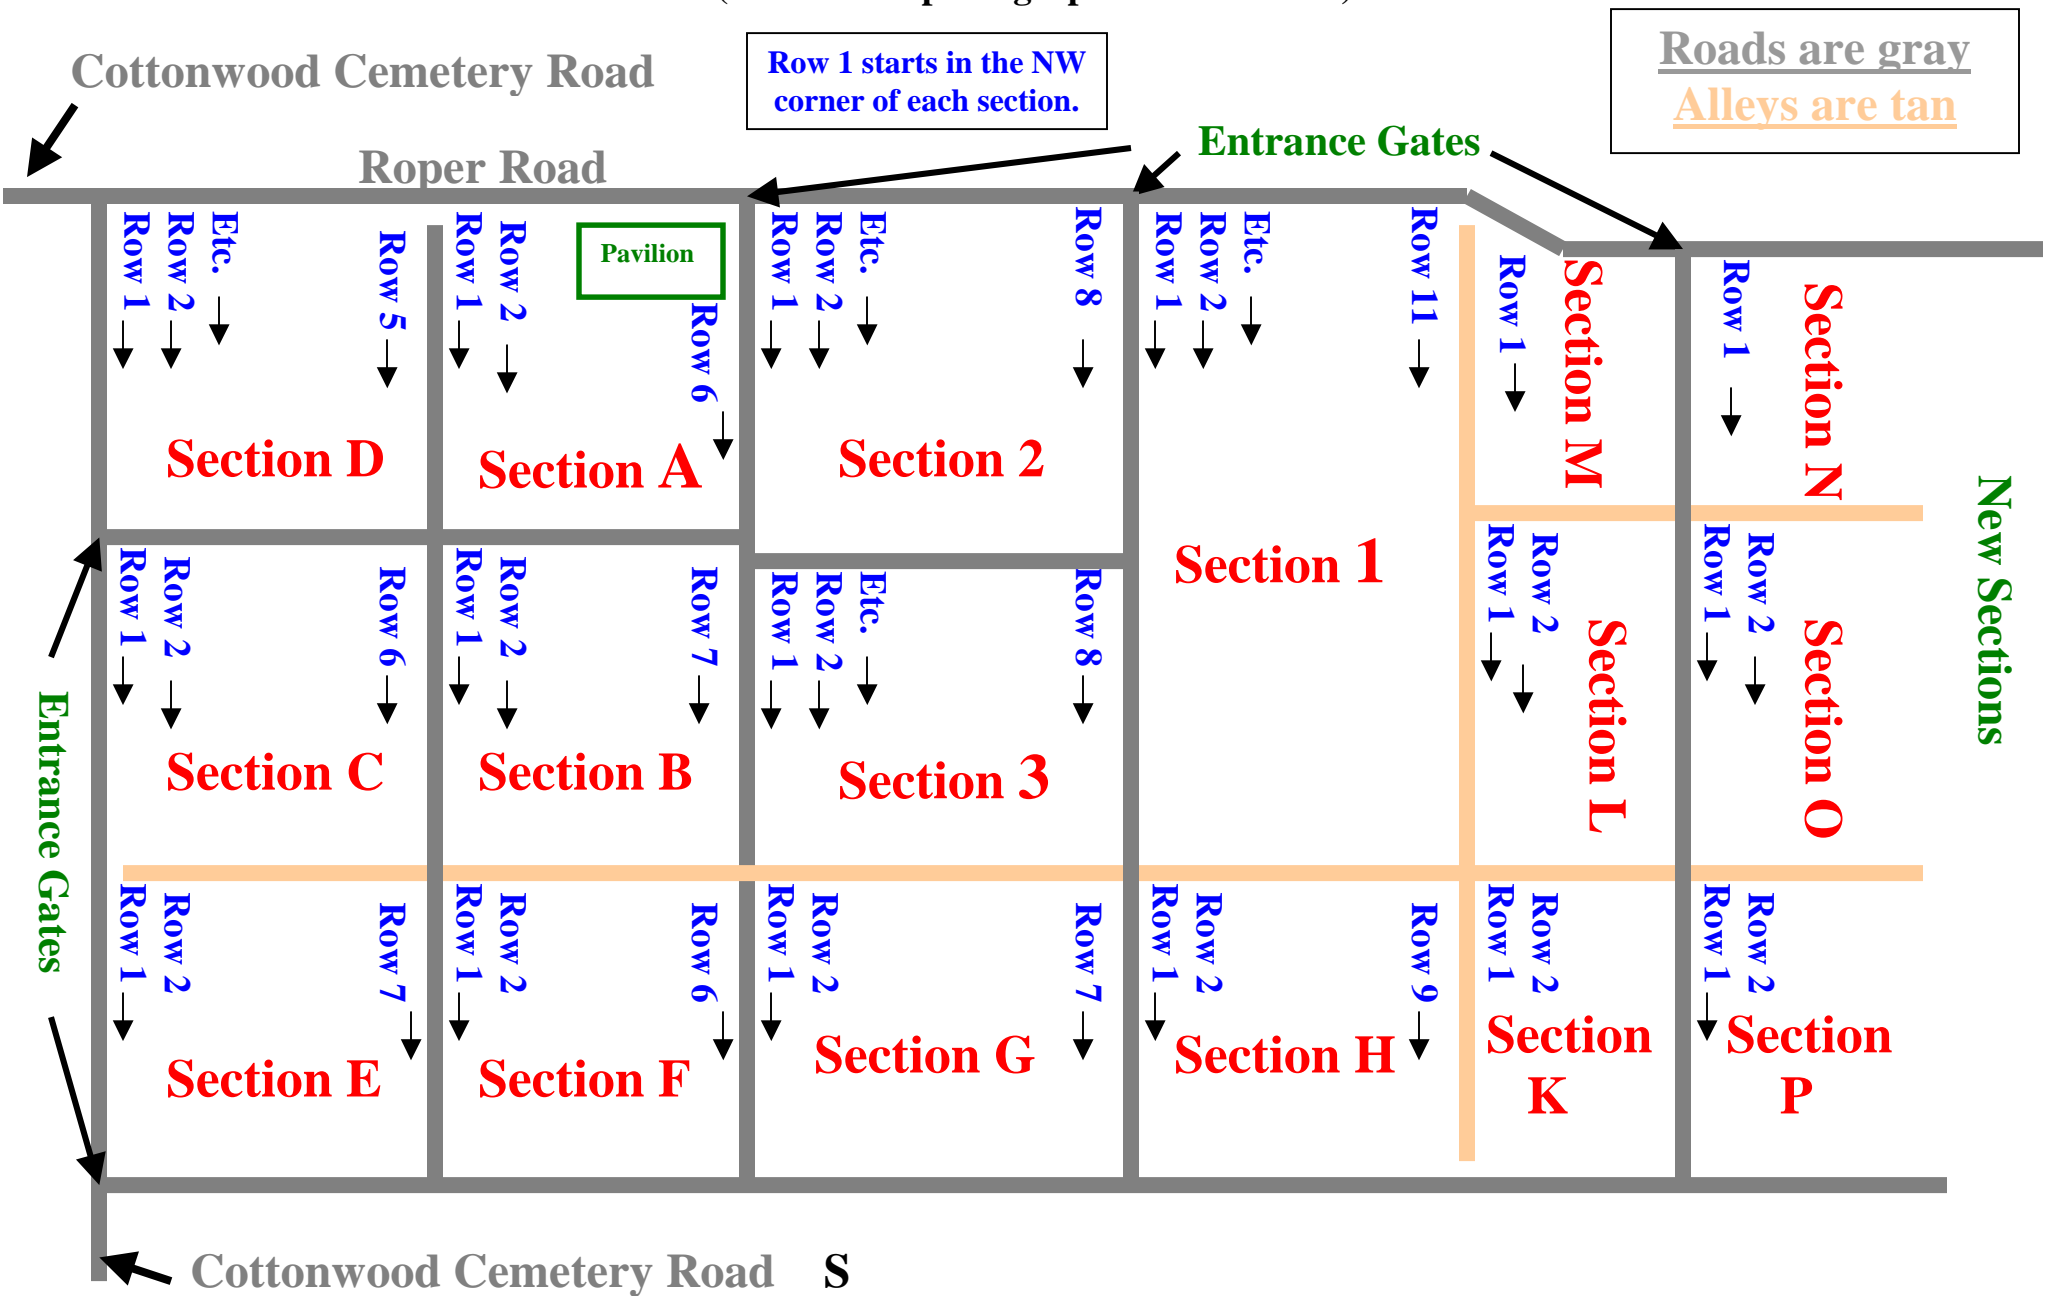 Cottonwood Cemetery Road
Row 1 starts in the NW
corner of each section.
Roads are gray
Alleys are tan
Entrance Gates
Roper Road
Row 1
Row 2
Etc.
Row 5
Row 1
Row 2
Pavilion
Row 6
Row 1
Row 2
Etc.
Row 8
Row 1
Row 2
Etc.
Row 11
Row 1
Section M
Row 1
Section N
Section D
Section A
Section 2
Section 1
New Sections
Row 1
Row 2
Row 6
Row 1
Row 2
Row 7
Row 1
Row 2
Etc.
Row 8
Row 1
Row 2
Section L
Row 1
Row 2
Section O
Entrance Gates
Section C
Section B
Section 3
Row 1
Row 2
Row 7
Row 1
Row 2
Row 6
Row 1
Row 2
Row 7
Row 1
Row 2
Row 9
Row 1
Row 2
Row 1
Row 2
Section E
Section F
Section G
Section H
Section
K
Section
P
Cottonwood Cemetery Road
S